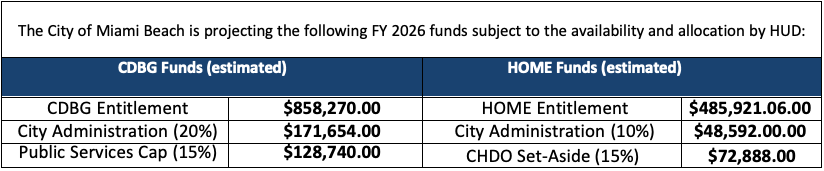 The City of Miami Beach is projecting the following FY 2026 funds subject to the availability and allocation by HUD:
CDBG Funds (estimated) HOME Funds (estimated)
CDBG Entitlement $858,270.00 HOME Entitlement $485,921.06.00
City Administration (20%) $171,654.00 City Administration (10%) $48,592.00.00
Public Services Cap (15%) $128,740.00 CHDO Set-Aside (15%) $72,888.00